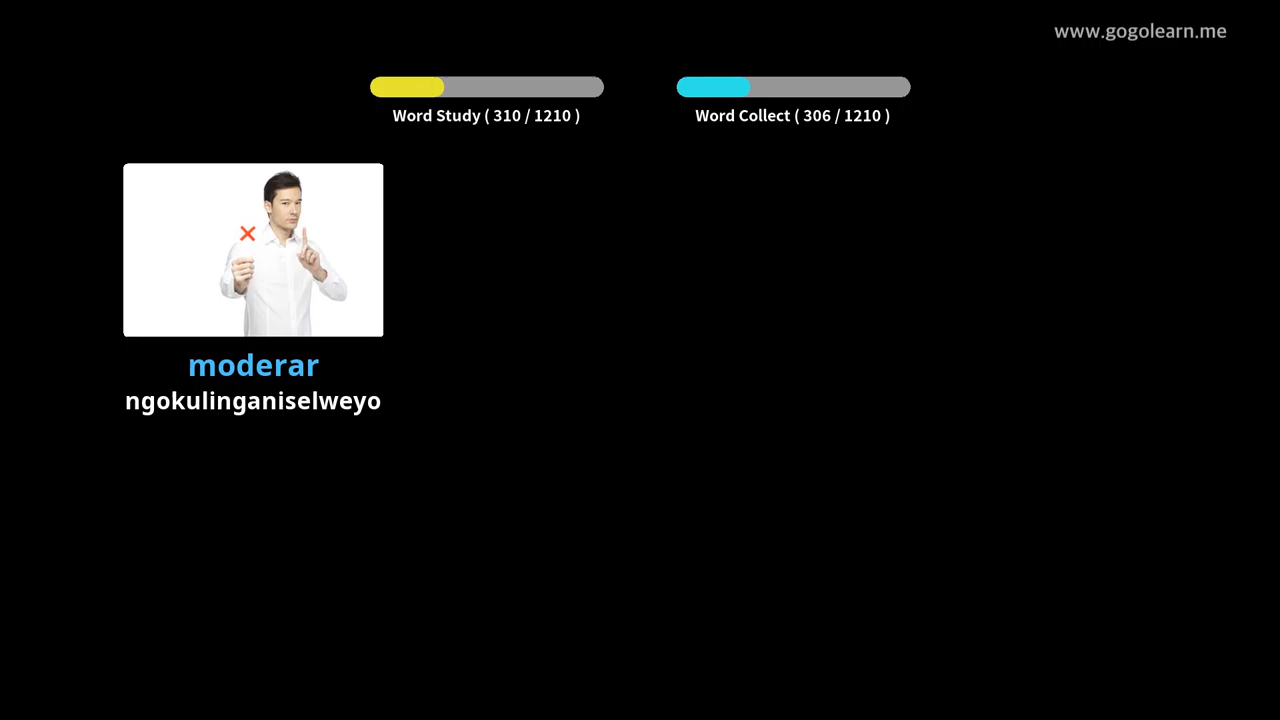 www.gogolearn.me
Word Study ( 310 / 1210 )
Word Collect ( 306 / 1210 )
moderar
ngokulinganiselweyo